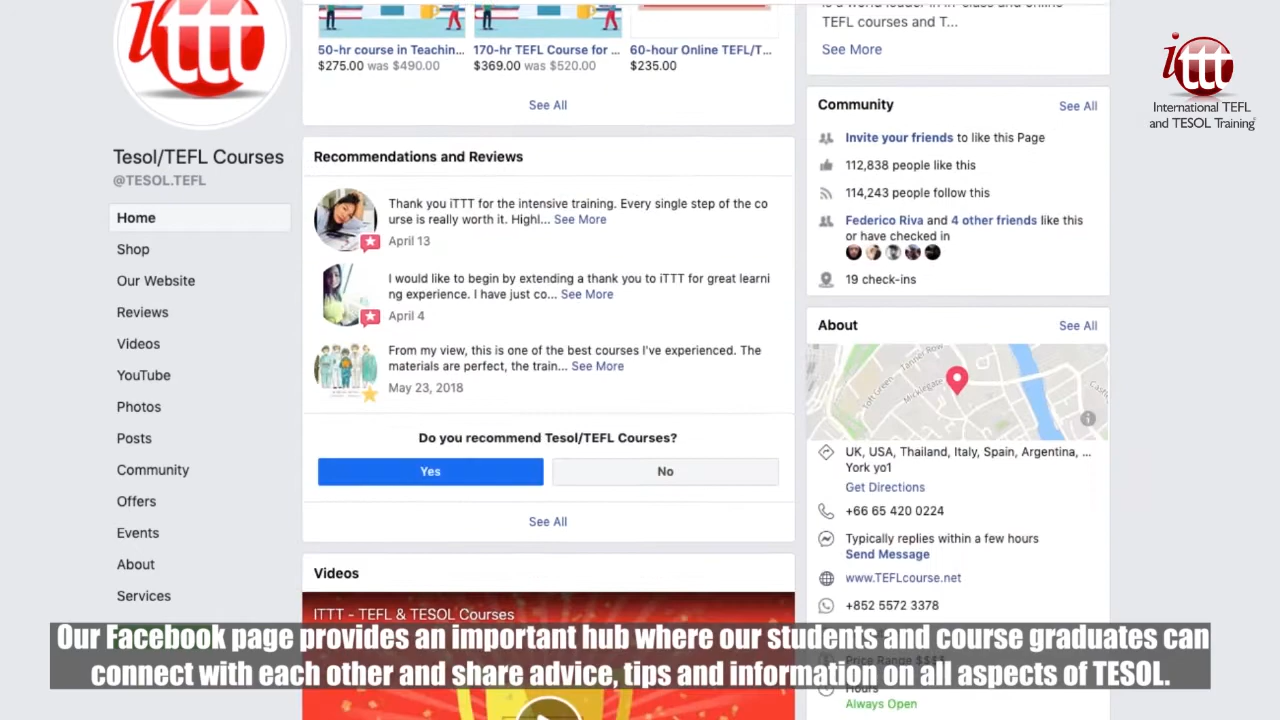 ittt
Tesol/TEFL Courses
@TESOL.TEFL
Home
Shop
Our Website
Reviews
Videos
YouTube
Photos
Posts
Community
Offers
Events
About
Services
50-hr course in Teachin...
$275.00 was $490.00
170-hr TEFL Course for ...
$369.00 was $520.00
60-hour Online TEFL/T...
$235.00
See All
Recommendations and Reviews
Thank you iTTT for the intensive training. Every single step of the co
urse is really worth it. Highl... See More
April 13
I would like to begin by extending a thank you to iTTT for great learni
ng experience. I have just co... See More
April 4
From my view, this is one of the best courses I've experienced. The
materials are perfect, the train... See More
May 23, 2018
Do you recommend Tesol/TEFL Courses?
Yes
No
See All
Videos
ITTT - TEFL & TESOL Courses
TEFL courses and T...
See More
Community
See All
Invite your friends to like this Page
112,838 people like this
114,243 people follow this
Federico Riva and 4 other friends like this
or have checked in
19 check-ins
About
See All
Tanner Row
Toft Green
Micklegate
UK, USA, Thailand, Italy, Spain, Argentina, ...
York yo1
Get Directions
+66 65 420 0224
Typically replies within a few hours
Send Message
www.TEFLcourse.net
+852 5572 3378
Price Range $$$$
Hours
Always Open
ittt
International TEFL
and TESOL Training
Our Facebook page provides an important hub where our students and course graduates can
connect with each other and share advice, tips and information on all aspects of TESOL.